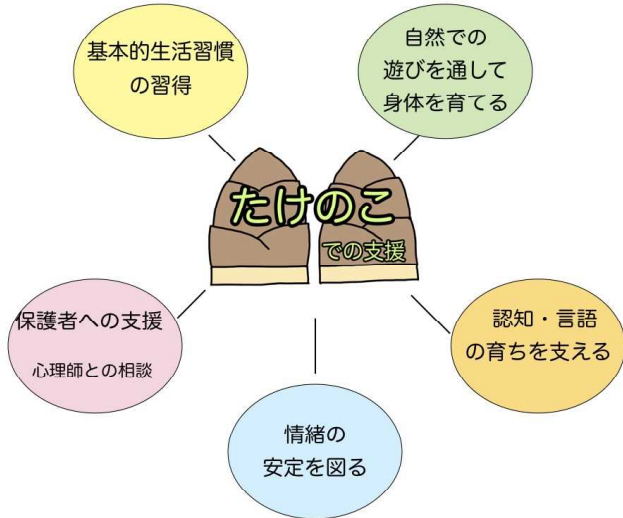 基本的生活習慣
の習得
自然での
遊びを通して
身体を育てる
たけのこ
での支援
保護者への支援
心理師との相談
認知・言語
の育ちを支える
情緒の
安定を図る